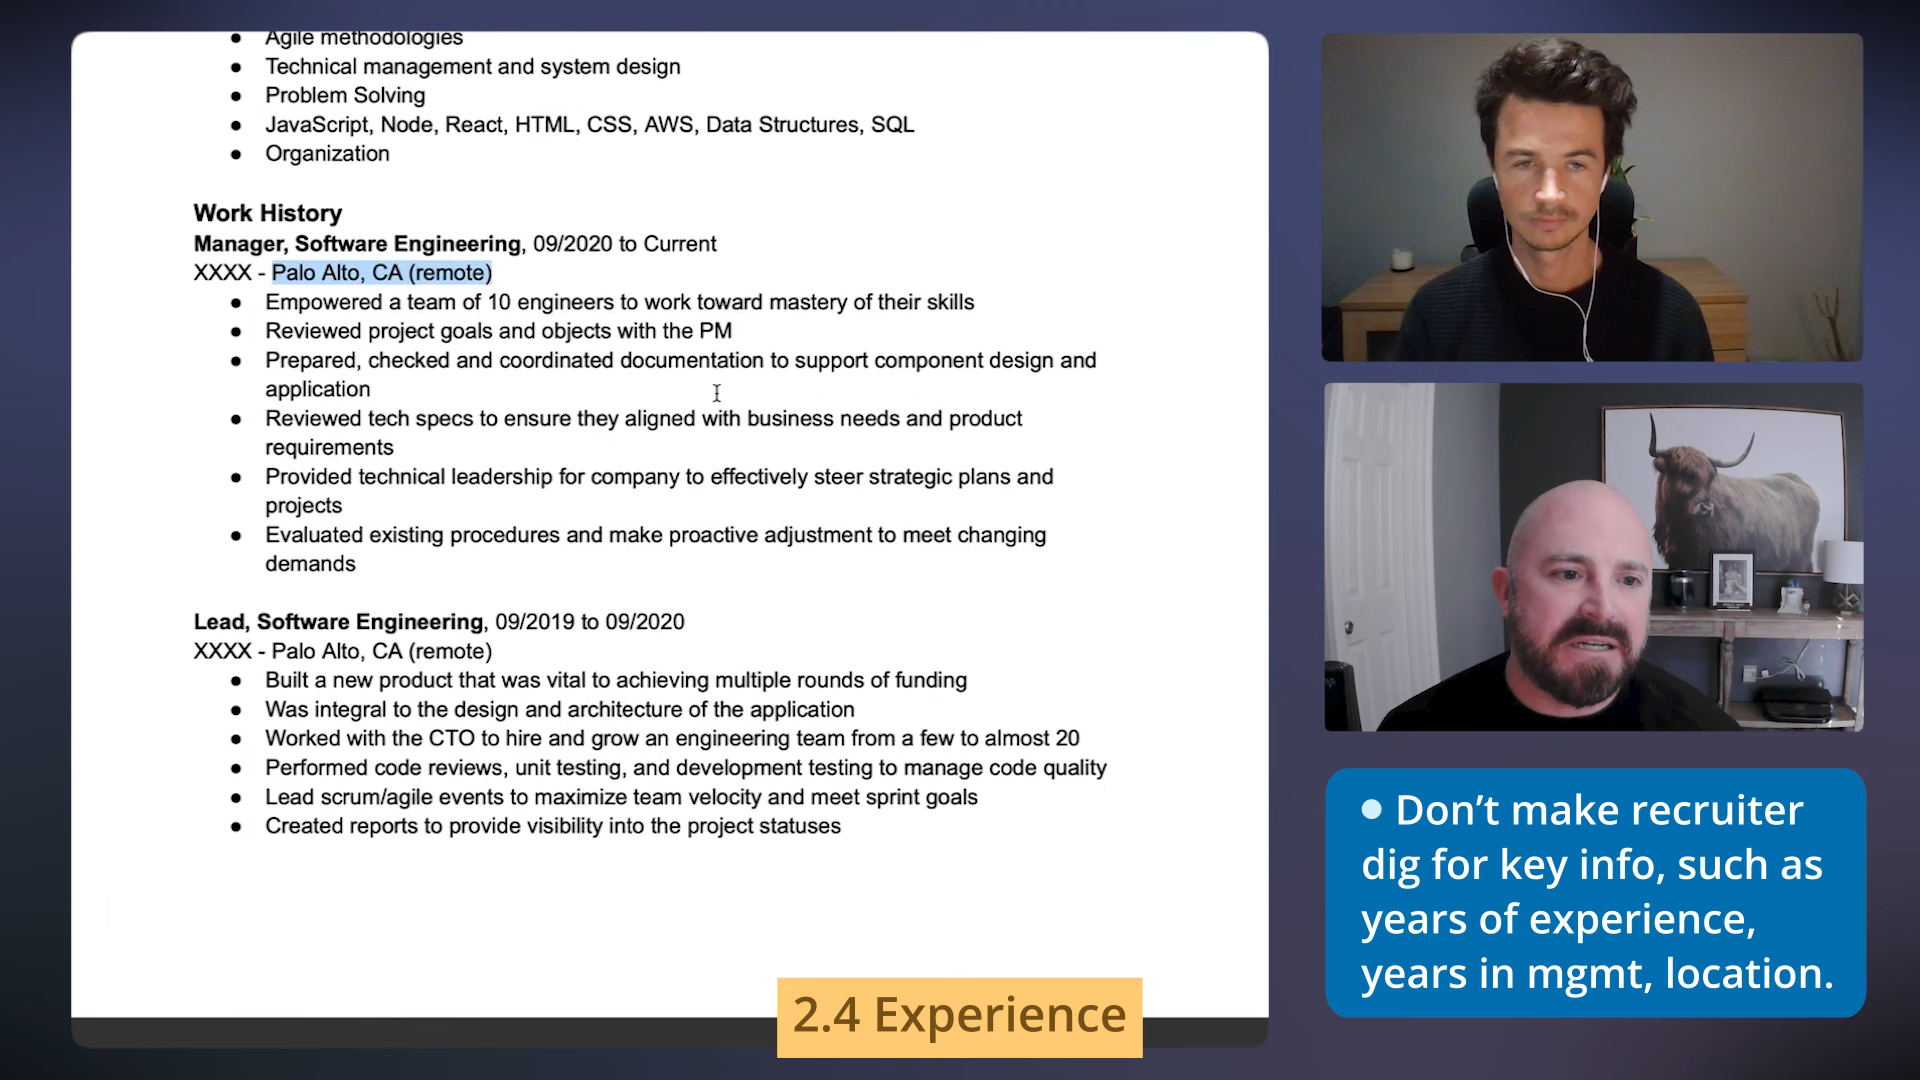 Agile methodologies
Technical management and system design
Problem Solving
JavaScript, Node, React, HTML, CSS, AWS, Data Structures, SQL
Organization
Work History
Manager, Software Engineering, 09/2020 to Current
XXXX - Palo Alto, CA (remote)
Empowered a team of 10 engineers to work toward mastery of their skills
Reviewed project goals and objects with the PM
Prepared, checked and coordinated documentation to support component design and
application
Reviewed tech specs to ensure they aligned with business needs and product
requirements
Provided technical leadership for company to effectively steer strategic plans and
projects
Evaluated existing procedures and make proactive adjustment to meet changing
demands
Lead, Software Engineering, 09/2019 to 09/2020
XXXX - Palo Alto, CA (remote)
Built a new product that was vital to achieving multiple rounds of funding
Was integral to the design and architecture of the application
Worked with the CTO to hire and grow an engineering team from a few to almost 20
Performed code reviews, unit testing, and development testing to manage code quality
Lead scrum/agile events to maximize team velocity and meet sprint goals
Created reports to provide visibility into the project statuses
2.4 Experience
Don’t make recruiter
dig for key info, such as
years of experience,
years in mgmt, location.